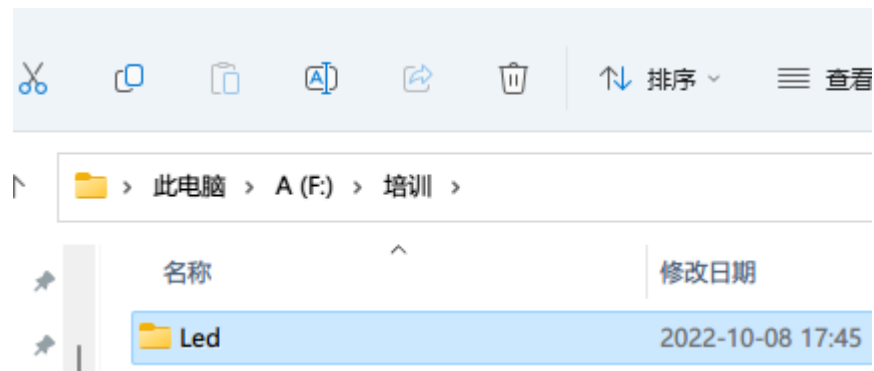 排序 查看
此电脑 > A (F:) > 培训 >
名称 修改日期
Led 2022-10-08 17:45